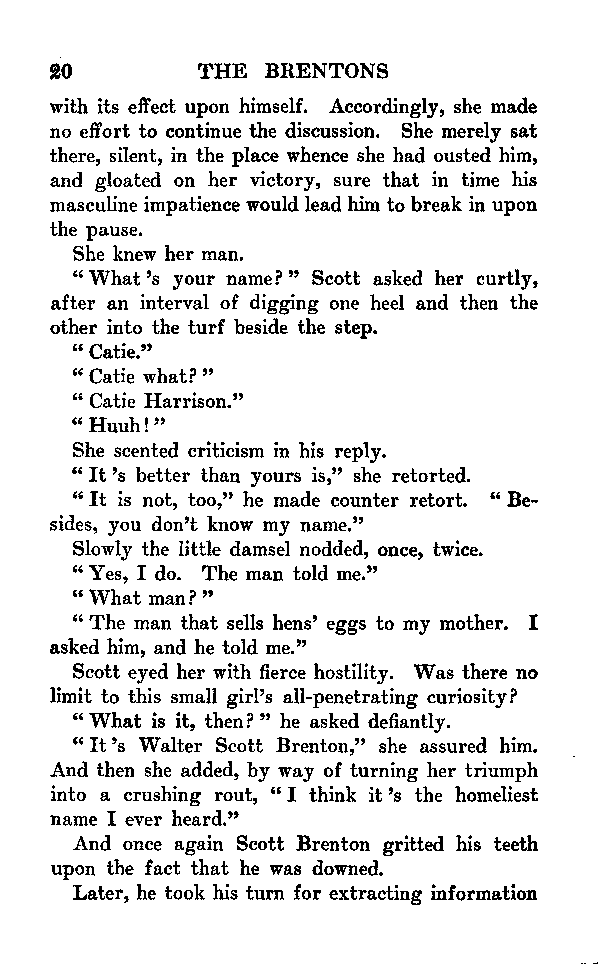 20 THE BRENTONS
with its effect upon himself. Accordingly, she made
no effort to continue the discussion. She merely sat
there, silent, in the place whence she had ousted him,
and gloated on her victory, sure that in time his
masculine impatience would lead him to break in upon
the pause.
She knew her man.
“ What ’s your name? ” Scott asked her curtly,
after an interval of digging one heel and then the
other into the turf beside the step.
“ Catie.”
“ Catie what? ”
“ Catie Harrison.”
“ Huuh! ”
She scented criticism in his reply.
“ It ’s better than yours is,” she retorted.
“ It is not, too,” he made counter retort. “ Be-
sides, you don’t know my name.”
Slowly the little damsel nodded, once, twice.
“ Yes, I do. The man told me.”
“ What man? ”
“ The man that sells hens’ eggs to my mother. I
asked him, and he told me.”
Scott eyed her with fierce hostility. Was there no
limit to this small girl’s all-penetrating curiosity?
“ What is it, then? ” he asked defiantly.
“ It ’s Walter Scott Brenton,” she assured him.
And then she added, by way of turning her triumph
into a crushing rout, “ I think it ’s the homeliest
name I ever heard.”
And once again Scott Brenton gritted his teeth
upon the fact that he was downed.
Later, he took his turn for extracting information